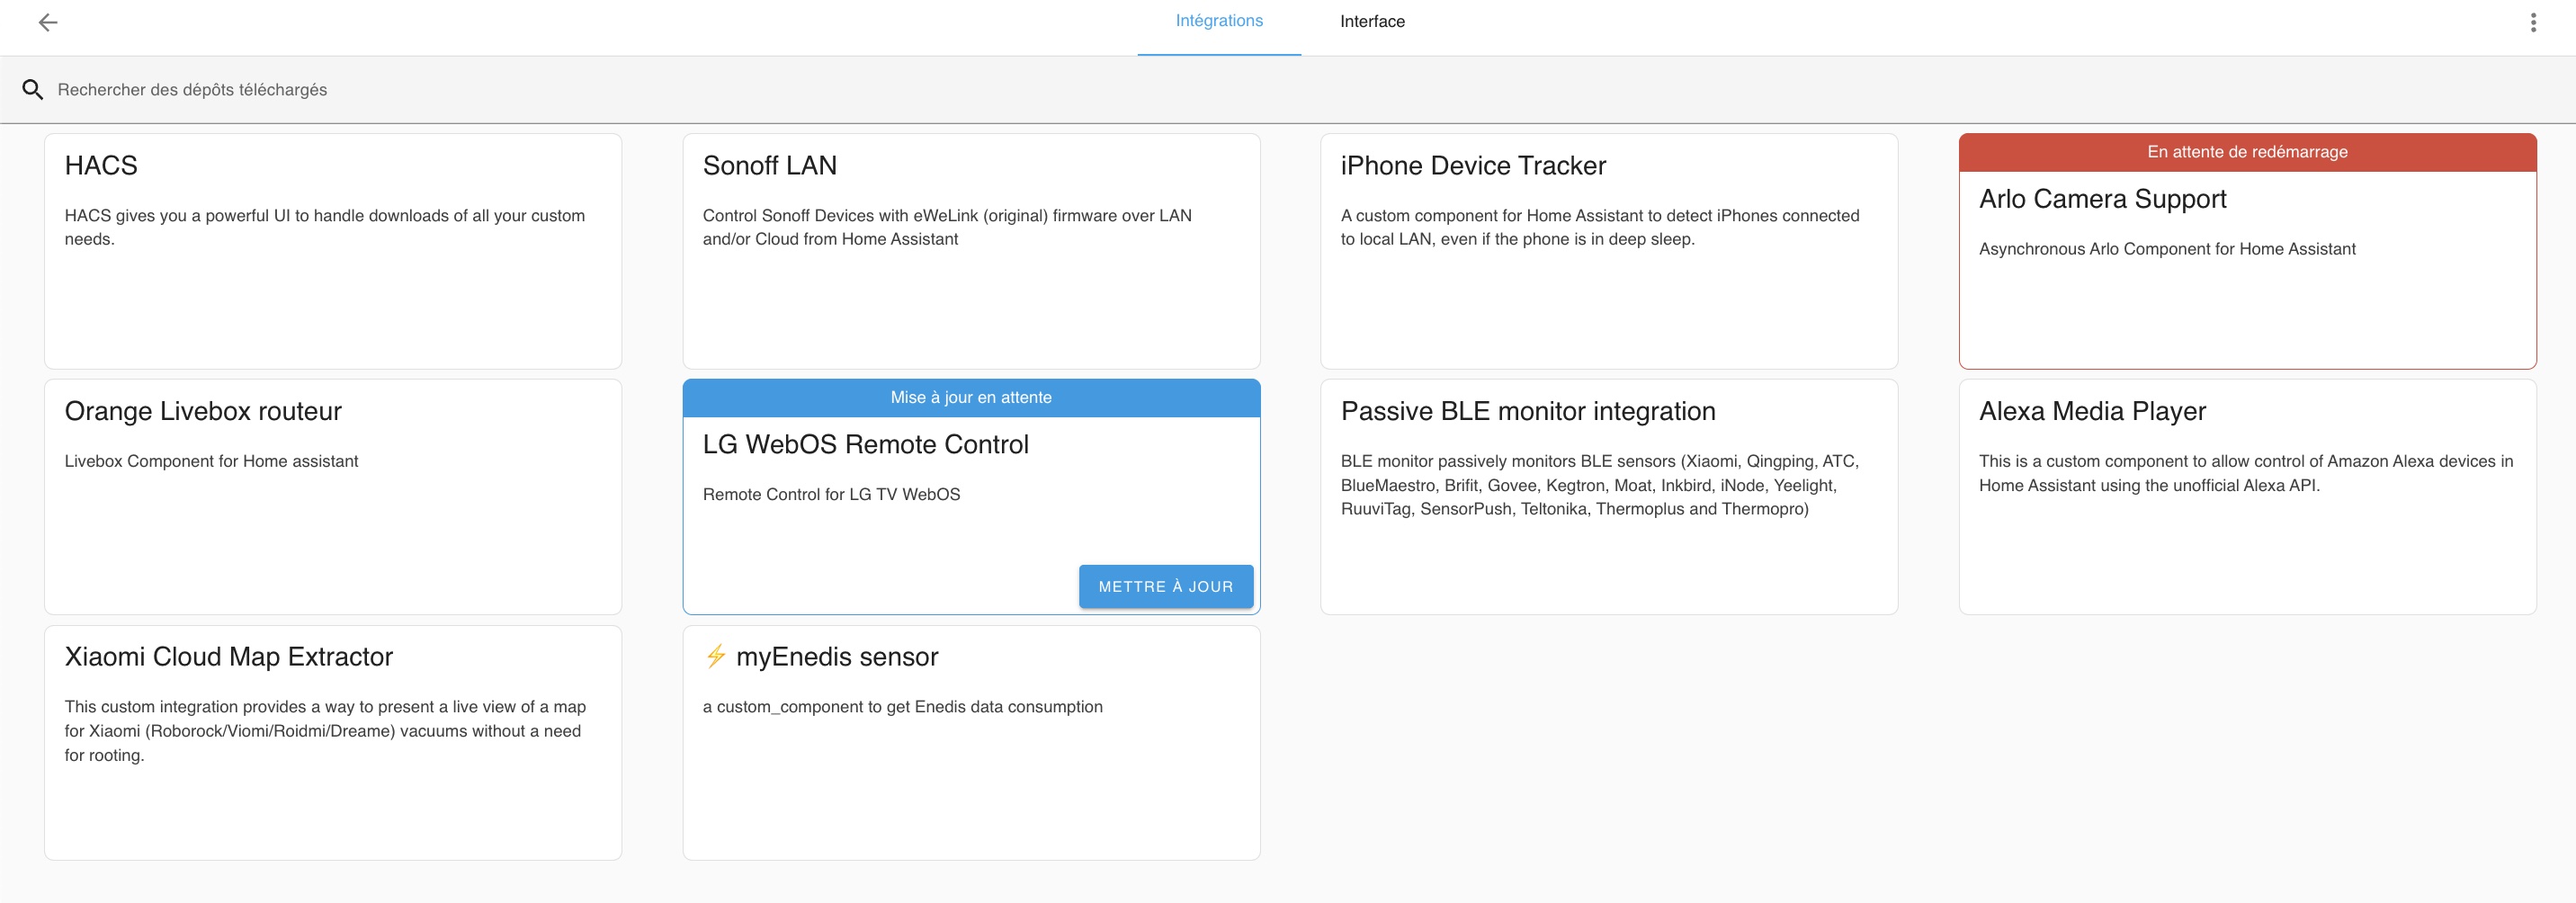 Intégrations
Interface
Rechercher des dépôts téléchargés
HACS
HACS gives you a powerful UI to handle downloads of all your custom
needs.
Sonoff LAN
Control Sonoff Devices with eWeLink (original) firmware over LAN
and/or Cloud from Home Assistant
iPhone Device Tracker
A custom component for Home Assistant to detect iPhones connected
to local LAN, even if the phone is in deep sleep.
En attente de redémarrage
Arlo Camera Support
Asynchronous Arlo Component for Home Assistant
Orange Livebox routeur
Livebox Component for Home assistant
Mise à jour en attente
LG WebOS Remote Control
Remote Control for LG TV WebOS
METTRE À JOUR
Passive BLE monitor integration
BLE monitor passively monitors BLE sensors (Xiaomi, Qingping, ATC,
BlueMaestro, Brifit, Govee, Kegtron, Moat, Inkbird, iNode, Yeelight,
RuuviTag, SensorPush, Teltonika, Thermoplus and Thermopro)
Alexa Media Player
This is a custom component to allow control of Amazon Alexa devices in
Home Assistant using the unofficial Alexa API.
Xiaomi Cloud Map Extractor
This custom integration provides a way to present a live view of a map
for Xiaomi (Roborock/Viomi/Roidmi/Dreame) vacuums without a need
for rooting.
⚡ myEnedis sensor
a custom_component to get Enedis data consumption